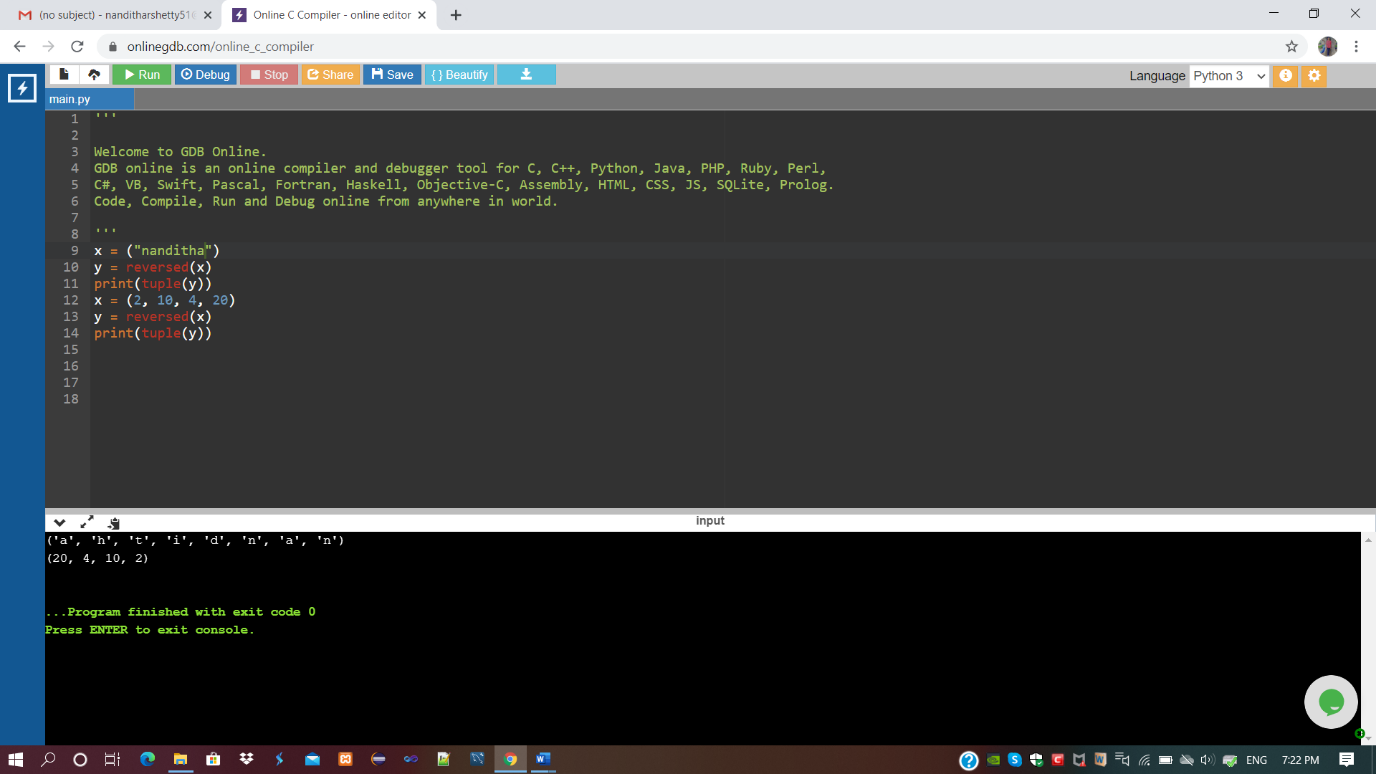 (no subject) - nanditharshetty516
Online C Compiler - online editor
onlinegdb.com/online_c_compiler
Run
Debug
Stop
Share
Save
{ } Beautify
Language
Python 3
main.py
1 '''
2
3 Welcome to GDB Online.
4 GDB online is an online compiler and debugger tool for C, C++, Python, Java, PHP, Ruby, Perl,
5 C#, VB, Swift, Pascal, Fortran, Haskell, Objective-C, Assembly, HTML, CSS, JS, SQLite, Prolog.
6 Code, Compile, Run and Debug online from anywhere in world.
7
8 '''
9 x = ("nanditha")
10 y = reversed(x)
11 print(tuple(y))
12 x = (2, 10, 4, 20)
13 y = reversed(x)
14 print(tuple(y))
15
16
17
18
input
('a', 'h', 't', 'i', 'd', 'n', 'a', 'n')
(20, 4, 10, 2)
...Program finished with exit code 0
Press ENTER to exit console.
ENG
7:22 PM